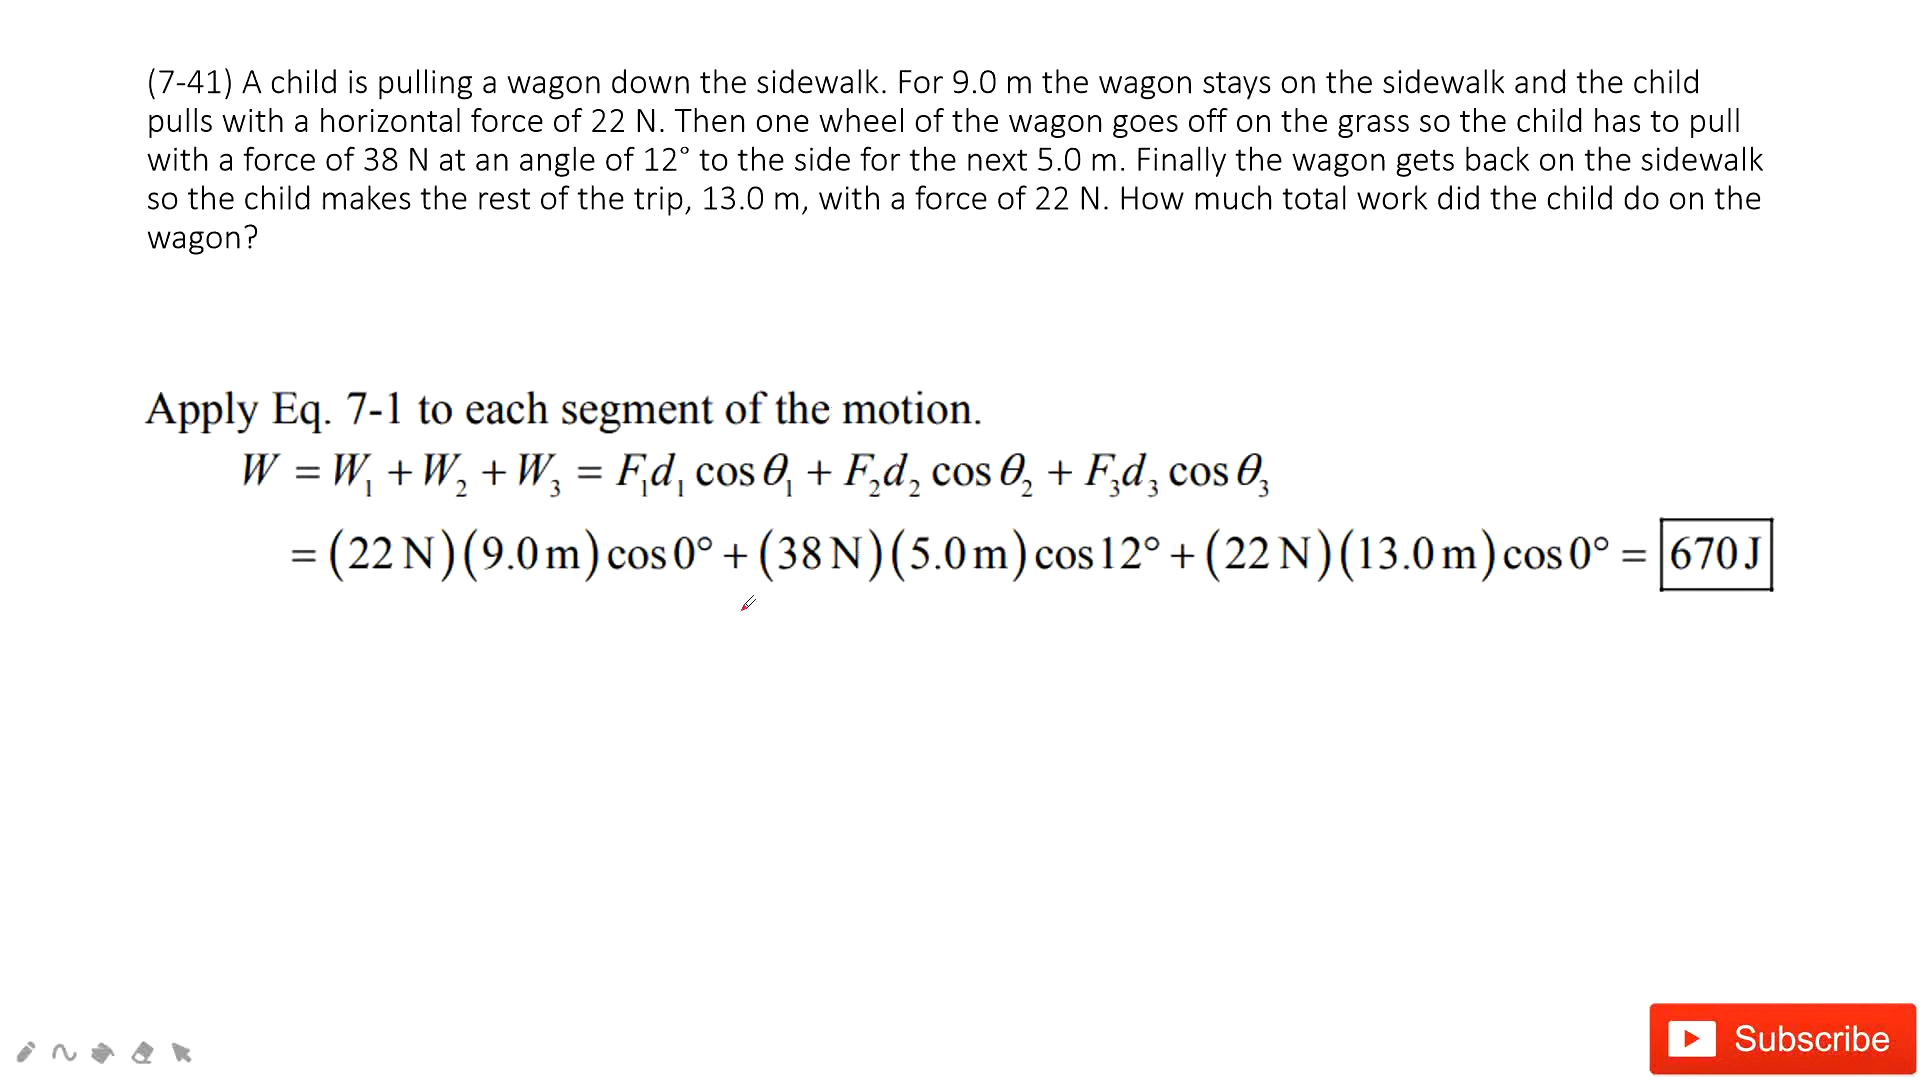 (7-41) A child is pulling a wagon down the sidewalk. For 9.0 m the wagon stays on the sidewalk and the child
pulls with a horizontal force of 22 N. Then one wheel of the wagon goes off on the grass so the child has to pull
with a force of 38 N at an angle of 12° to the side for the next 5.0 m. Finally the wagon gets back on the sidewalk
so the child makes the rest of the trip, 13.0 m, with a force of 22 N. How much total work did the child do on the
wagon?
Apply Eq. 7-1 to each segment of the motion.
W = W₁ + W₂ + W₃ = F₁d₁ cos θ₁ + F₂d₂ cos θ₂ + F₃d₃ cos θ₃
= (22 N)(9.0 m) cos 0° + (38 N)(5.0 m) cos 12° + (22 N)(13.0 m) cos 0° = 670 J
Subscribe